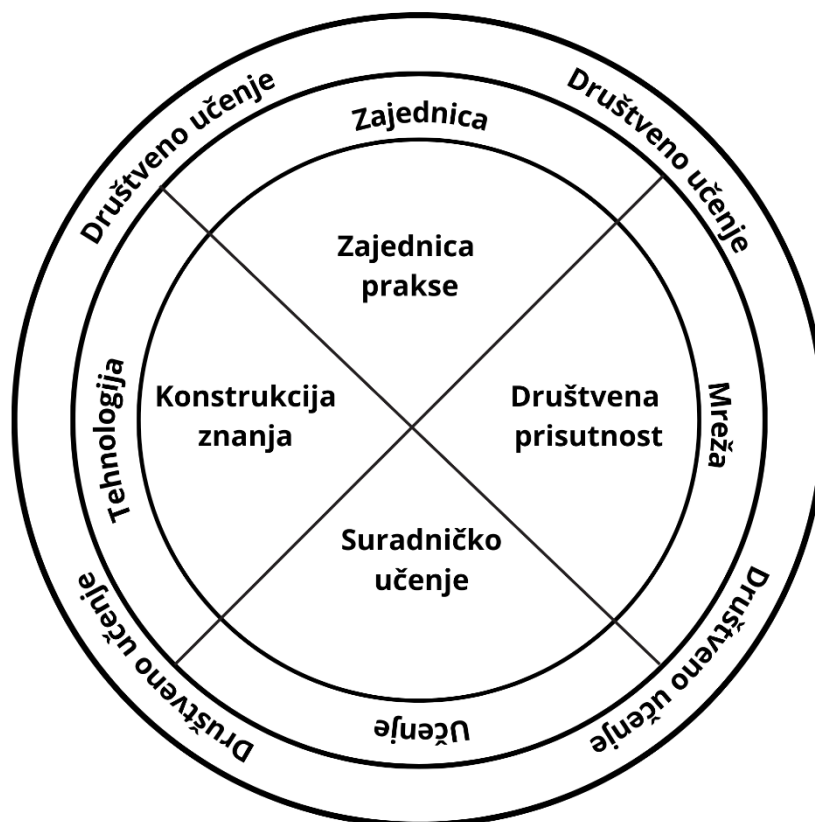 Društveno učenje
Društveno učenje
Zajednica
Zajednica
prakse
Tehnologija
Konstrukcija
znanja
Društvena
prisutnost
Mreža
Suradničko
učenje
Učenje
Društveno učenje
Društveno učenje